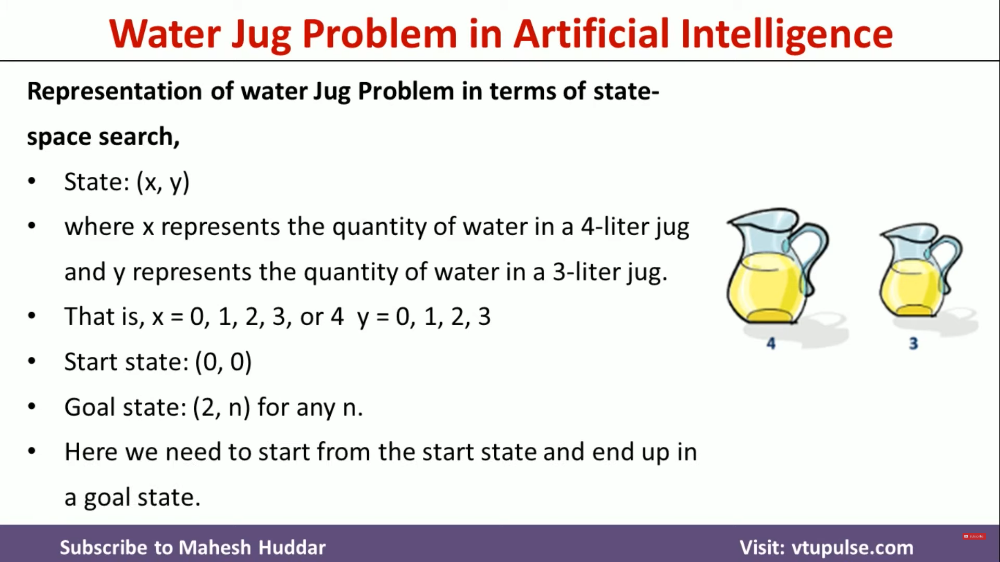 Water Jug Problem in Artificial Intelligence
Representation of water Jug Problem in terms of state-
space search,
• State: (x, y)
• where x represents the quantity of water in a 4-liter jug
and y represents the quantity of water in a 3-liter jug.
• That is, x = 0, 1, 2, 3, or 4 y = 0, 1, 2, 3
• Start state: (0, 0)
• Goal state: (2, n) for any n.
• Here we need to start from the start state and end up in
a goal state.
4
3
Subscribe to Mahesh Huddar
Visit: vtupulse.com
Subscribe